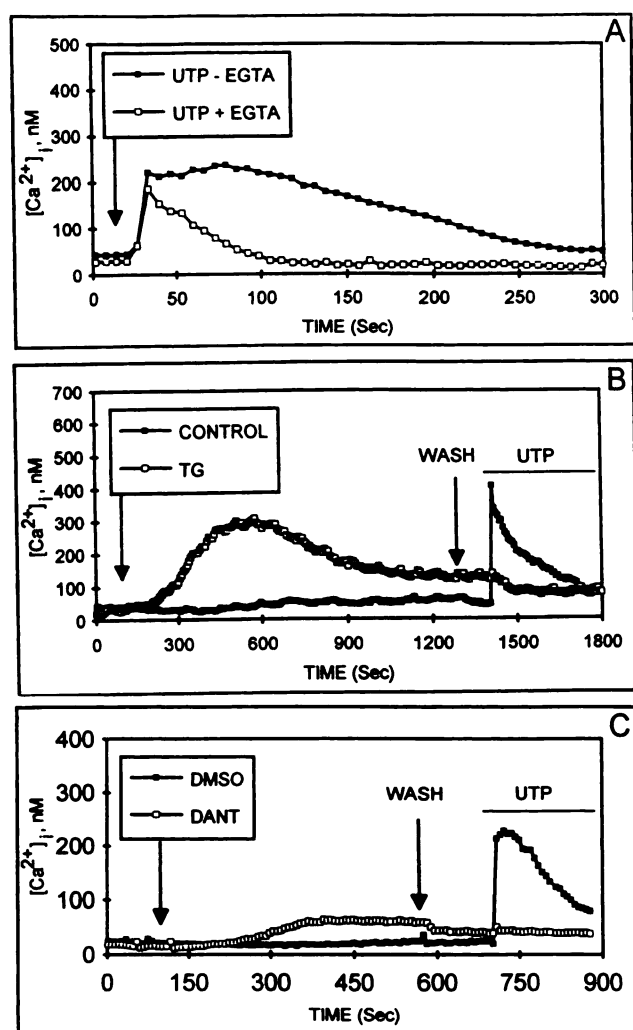 A
500
400
300
200
100
0
[Ca2+]i, nM
UTP - EGTA
UTP + EGTA
0 50 100 150 200 250 300
TIME (Sec)
B
700
600
500
400
300
200
100
0
[Ca2+]i, nM
CONTROL
TG
WASH
UTP
0 300 600 900 1200 1500 1800
TIME (Sec)
C
400
300
200
100
0
[Ca2+]i, nM
DMSO
DANT
WASH
UTP
0 150 300 450 600 750 900
TIME (Sec)